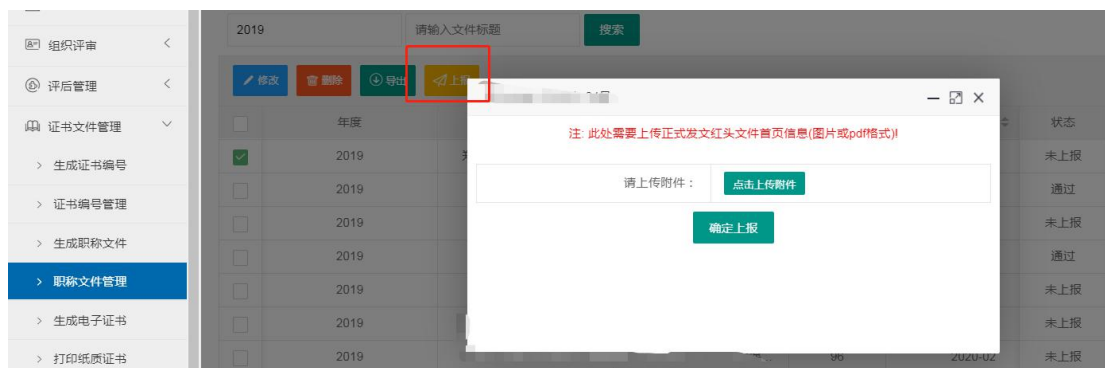 2019
请输入文件标题
搜索
组织评审
评后管理
证书文件管理
生成证书编号
证书编号管理
生成职称文件
职称文件管理
生成电子证书
打印纸质证书
修改
删除
导出
上报
注: 此处需要上传正式发文红头文件首页信息(图片或pdf格式)!
请上传附件：
点击上传附件
确定上报
年度
状态
2019
未上报
2019
通过
2019
未上报
2019
通过
2019
未上报
2019
未上报
2019
96
2020-02
未上报